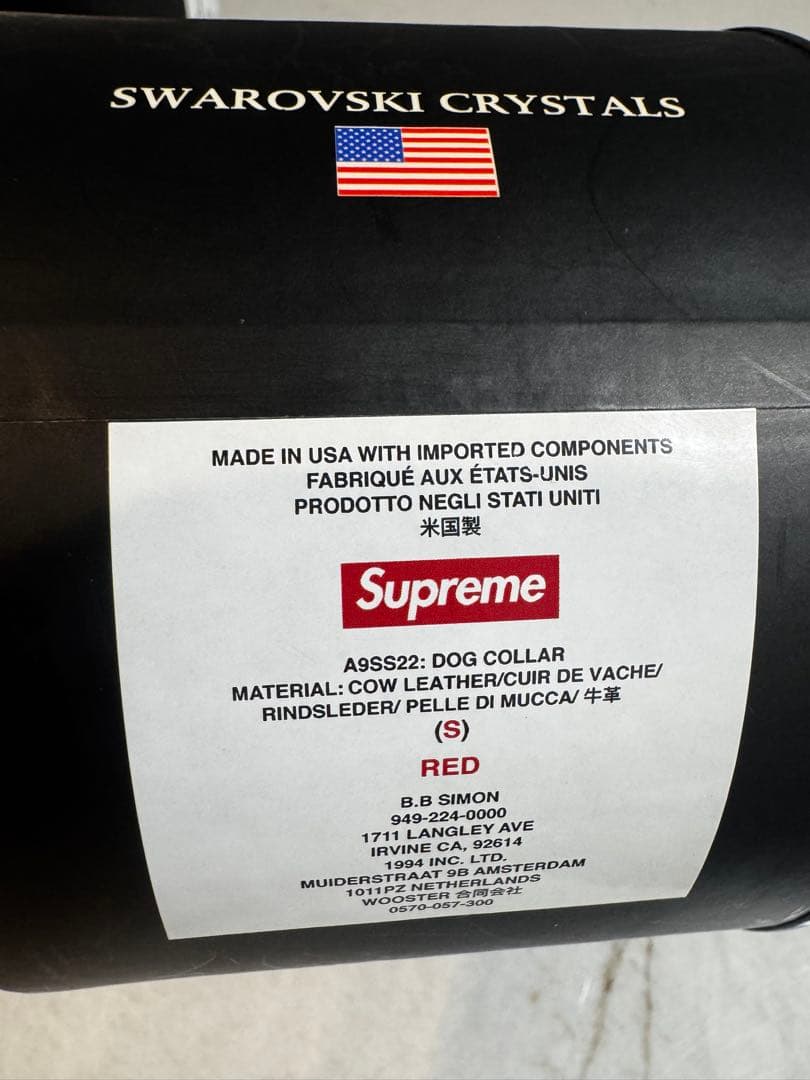 SWAROVSKI CRYSTALS
MADE IN USA WITH IMPORTED COMPONENTS
FABRIQUÉ AUX ÉTATS-UNIS
PRODOTTO NEGLI STATI UNITI
米国製
Supreme
A9SS22: DOG COLLAR
MATERIAL: COW LEATHER/CUIR DE VACHE/
RINDSLEDER/ PELLE DI MUCCA/ 牛革
(S)
RED
B.B SIMON
949-224-0000
1711 LANGLEY AVE
IRVINE CA, 92614
1994 INC. LTD.
MUIDERSTRAAT 9B AMSTERDAM
1011PZ NETHERLANDS
WOOSTER 合同会社
0570-057-300